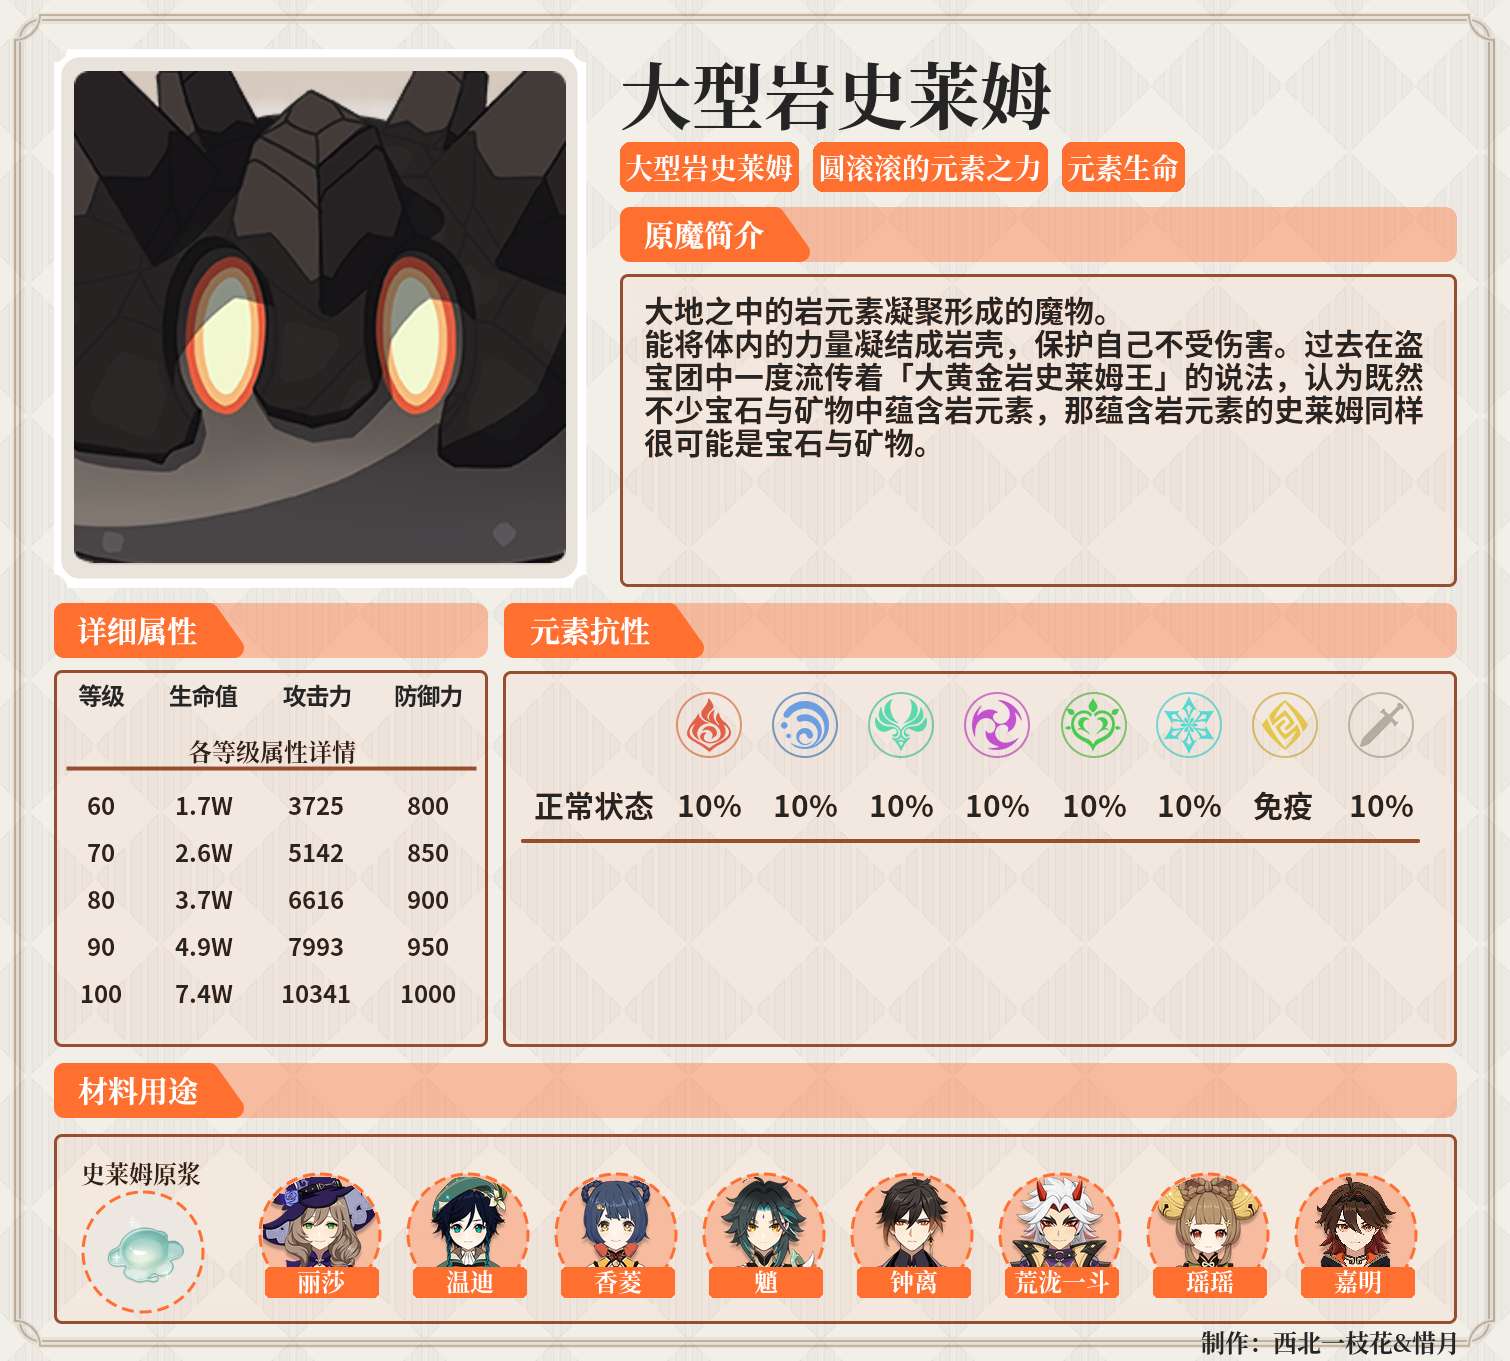 大型岩史莱姆
大型岩史莱姆 圆滚滚的元素之力 元素生命
原魔简介
大地之中的岩元素凝聚形成的魔物。
能将体内的力量凝结成岩壳，保护自己不受伤害。过去在盗
宝团中一度流传着「大黄金岩史莱姆王」的说法，认为既然
不少宝石与矿物中蕴含岩元素，那蕴含岩元素的史莱姆同样
很可能是宝石与矿物。
详细属性
等级 生命值 攻击力 防御力
各等级属性详情
60 1.7W 3725 800
70 2.6W 5142 850
80 3.7W 6616 900
90 4.9W 7993 950
100 7.4W 10341 1000
元素抗性
正常状态 10% 10% 10% 10% 10% 10% 免疫 10%
材料用途
史莱姆原浆
丽莎 温迪 香菱 魈 钟离 荒泷一斗 瑶瑶 嘉明
制作：西北一枝花&惜月